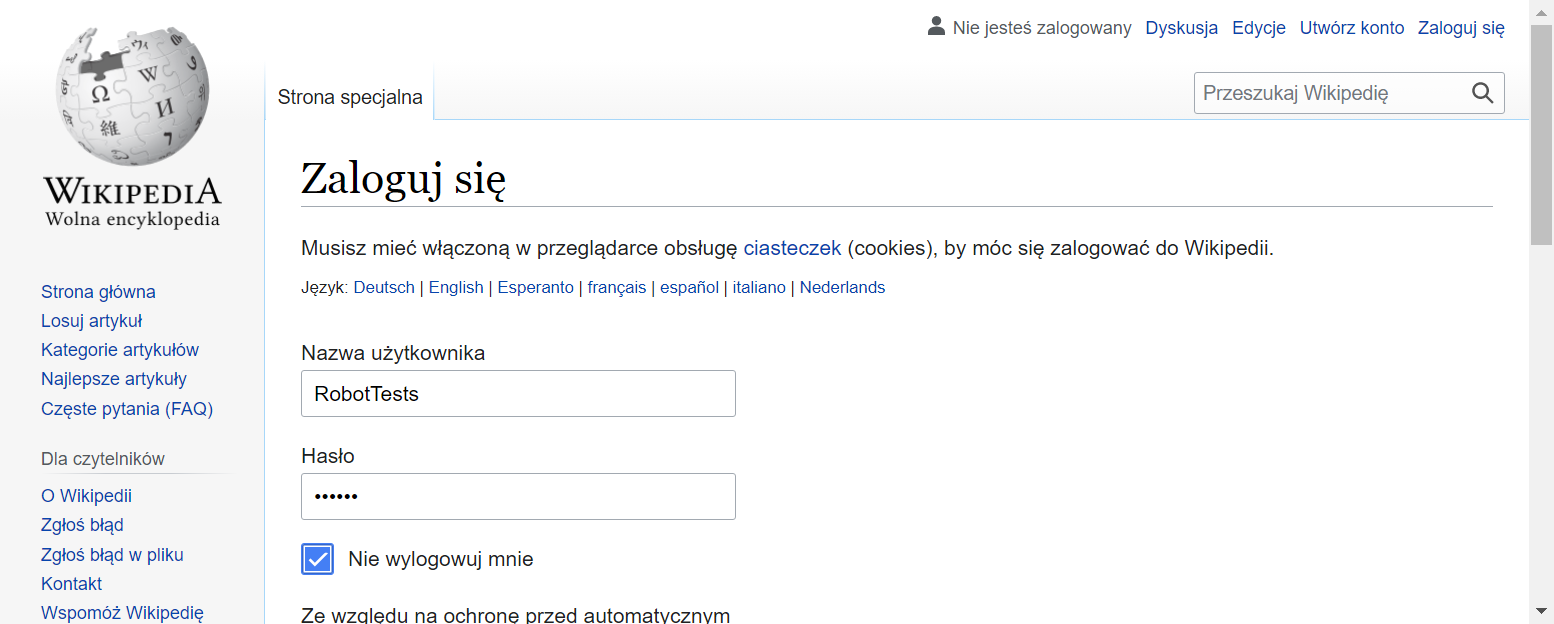 Nie jesteś zalogowany Dyskusja Edycje Utwórz konto Zaloguj się
Strona specjalna
Przeszukaj Wikipedię
WIKIPEDIA
Wolna encyklopedia
Zaloguj się
Musisz mieć włączoną w przeglądarce obsługę ciasteczek (cookies), by móc się zalogować do Wikipedii.
Język: Deutsch | English | Esperanto | français | español | italiano | Nederlands
Nazwa użytkownika
RobotTests
Hasło
••••••
Nie wylogowuj mnie
Ze względu na ochronę przed automatycznym
Strona główna
Losuj artykuł
Kategorie artykułów
Najlepsze artykuły
Częste pytania (FAQ)
Dla czytelników
O Wikipedii
Zgłoś błąd
Zgłoś błąd w pliku
Kontakt
Wspomóż Wikipedię